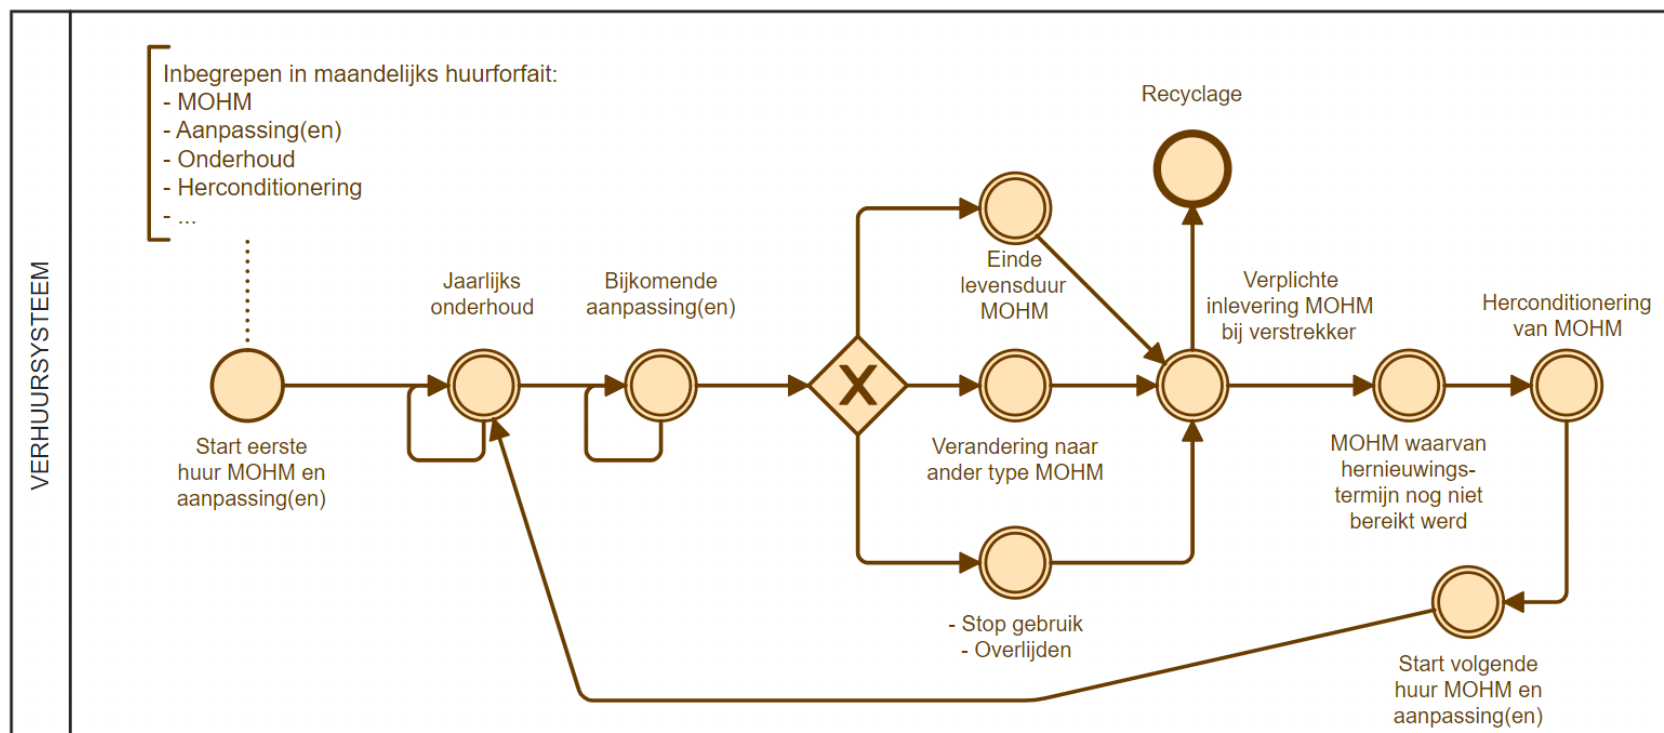 VERHUURSYSTEEM
Inbegrepen in maandelijks huurforfait:
- MOHM
- Aanpassing(en)
- Onderhoud
- Herconditionering
- ...
Start eerste
huur MOHM en
aanpassing(en)
Jaarlijks
onderhoud
Bijkomende
aanpassing(en)
X
Einde
levensduur
MOHM
Verandering naar
ander type MOHM
- Stop gebruik
- Overlijden
Recyclage
Verplichte
inlevering MOHM
bij verstrekker
MOHM waarvan
hernieuwings-
termijn nog niet
bereikt werd
Herconditionering
van MOHM
Start volgende
huur MOHM en
aanpassing(en)